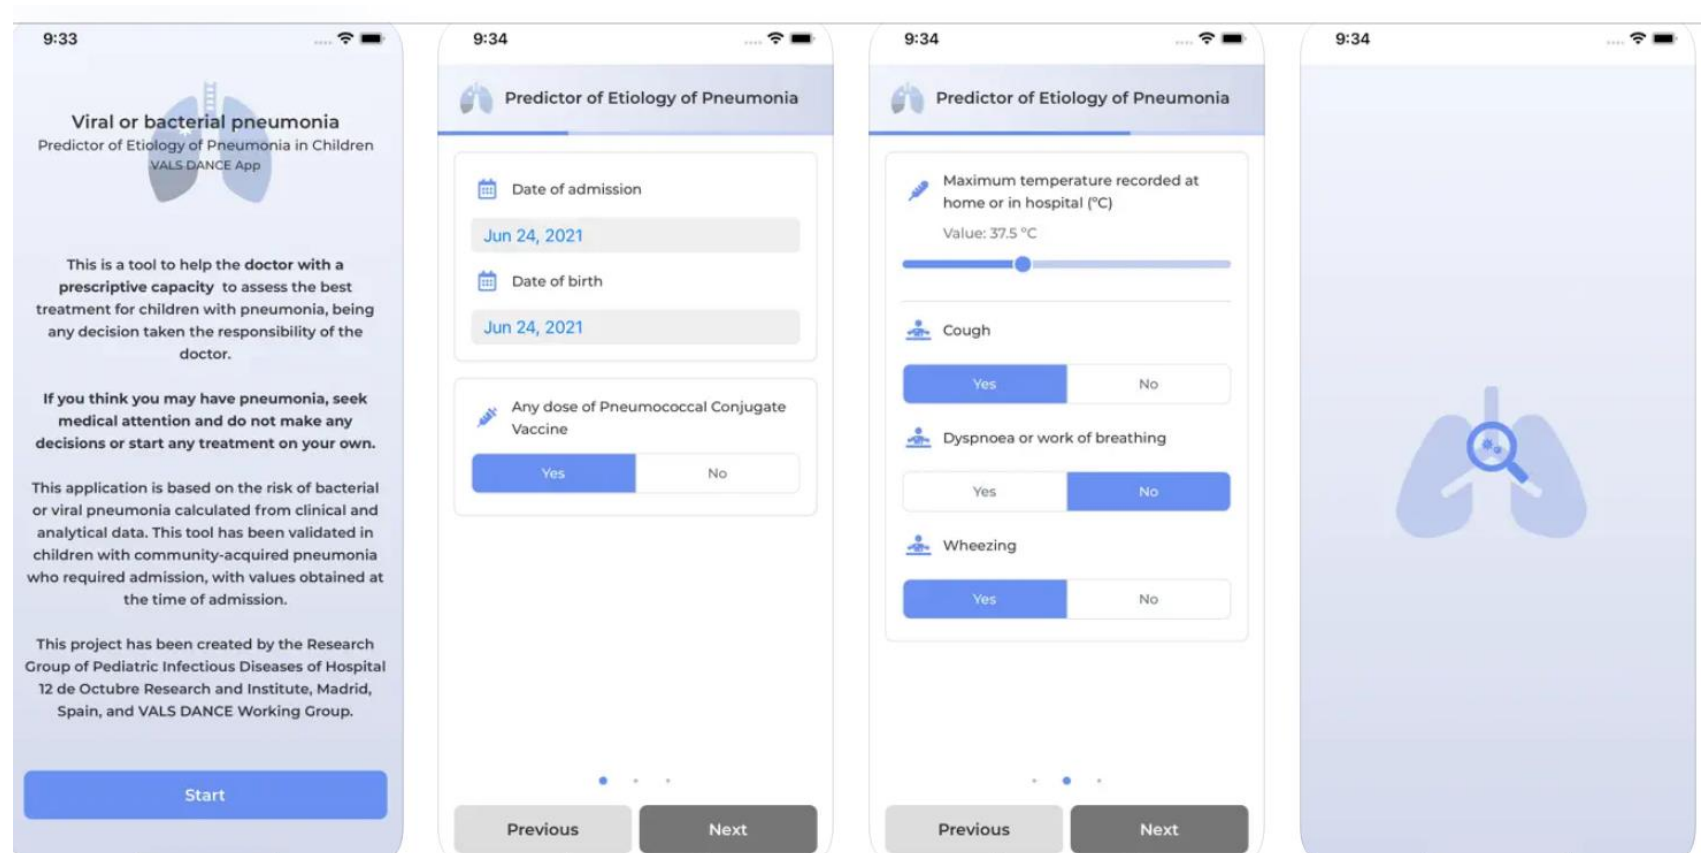 9:33
Viral or bacterial pneumonia
Predictor of Etiology of Pneumonia in Children
VALS DANCE App
This is a tool to help the doctor with a
prescriptive capacity to assess the best
treatment for children with pneumonia, being
any decision taken the responsibility of the
doctor.
If you think you may have pneumonia, seek
medical attention and do not make any
decisions or start any treatment on your own.
This application is based on the risk of bacterial
or viral pneumonia calculated from clinical and
analytical data. This tool has been validated in
children with community-acquired pneumonia
who required admission, with values obtained at
the time of admission.
This project has been created by the Research
Group of Pediatric Infectious Diseases of Hospital
12 de Octubre Research and Institute, Madrid,
Spain, and VALS DANCE Working Group.
Start
9:34
Predictor of Etiology of Pneumonia
Date of admission
Jun 24, 2021
Date of birth
Jun 24, 2021
Any dose of Pneumococcal Conjugate
Vaccine
Yes No
Previous Next
9:34
Predictor of Etiology of Pneumonia
Maximum temperature recorded at
home or in hospital (ºC)
Value: 37.5 ºC
Cough
Yes No
Dyspnoea or work of breathing
Yes No
Wheezing
Yes No
Previous Next
9:34